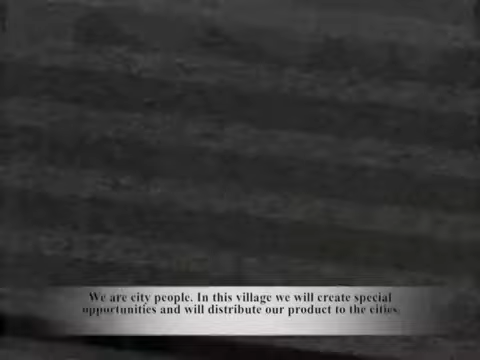 We are city people. In this village we will create special
opportunities and will distribute our product to the cities.